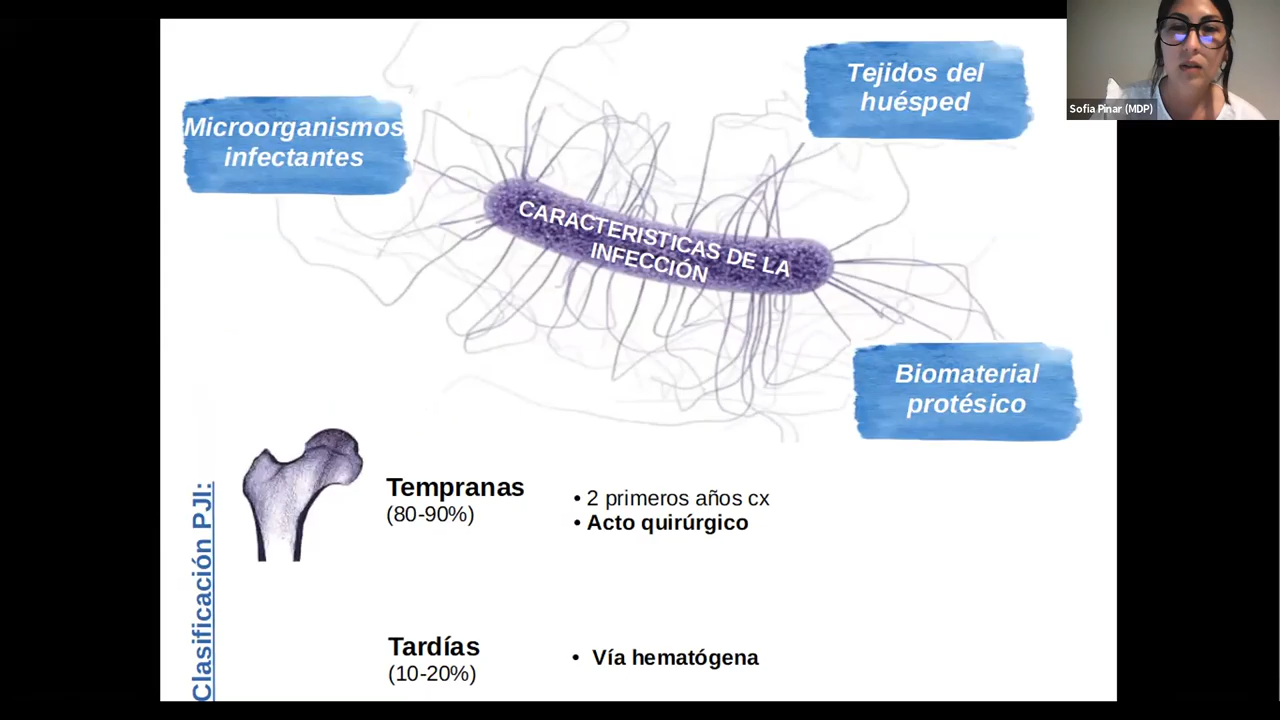 Microorganismos
infectantes
Tejidos del
huésped
Sofia Pinar (MDP)
CARACTERISTICAS DE LA
INFECCIÓN
Biomaterial
protésico
Clasificación PJI:
Tempranas
(80-90%)
• 2 primeros años cx
• Acto quirúrgico
Tardías
(10-20%)
• Vía hematógena